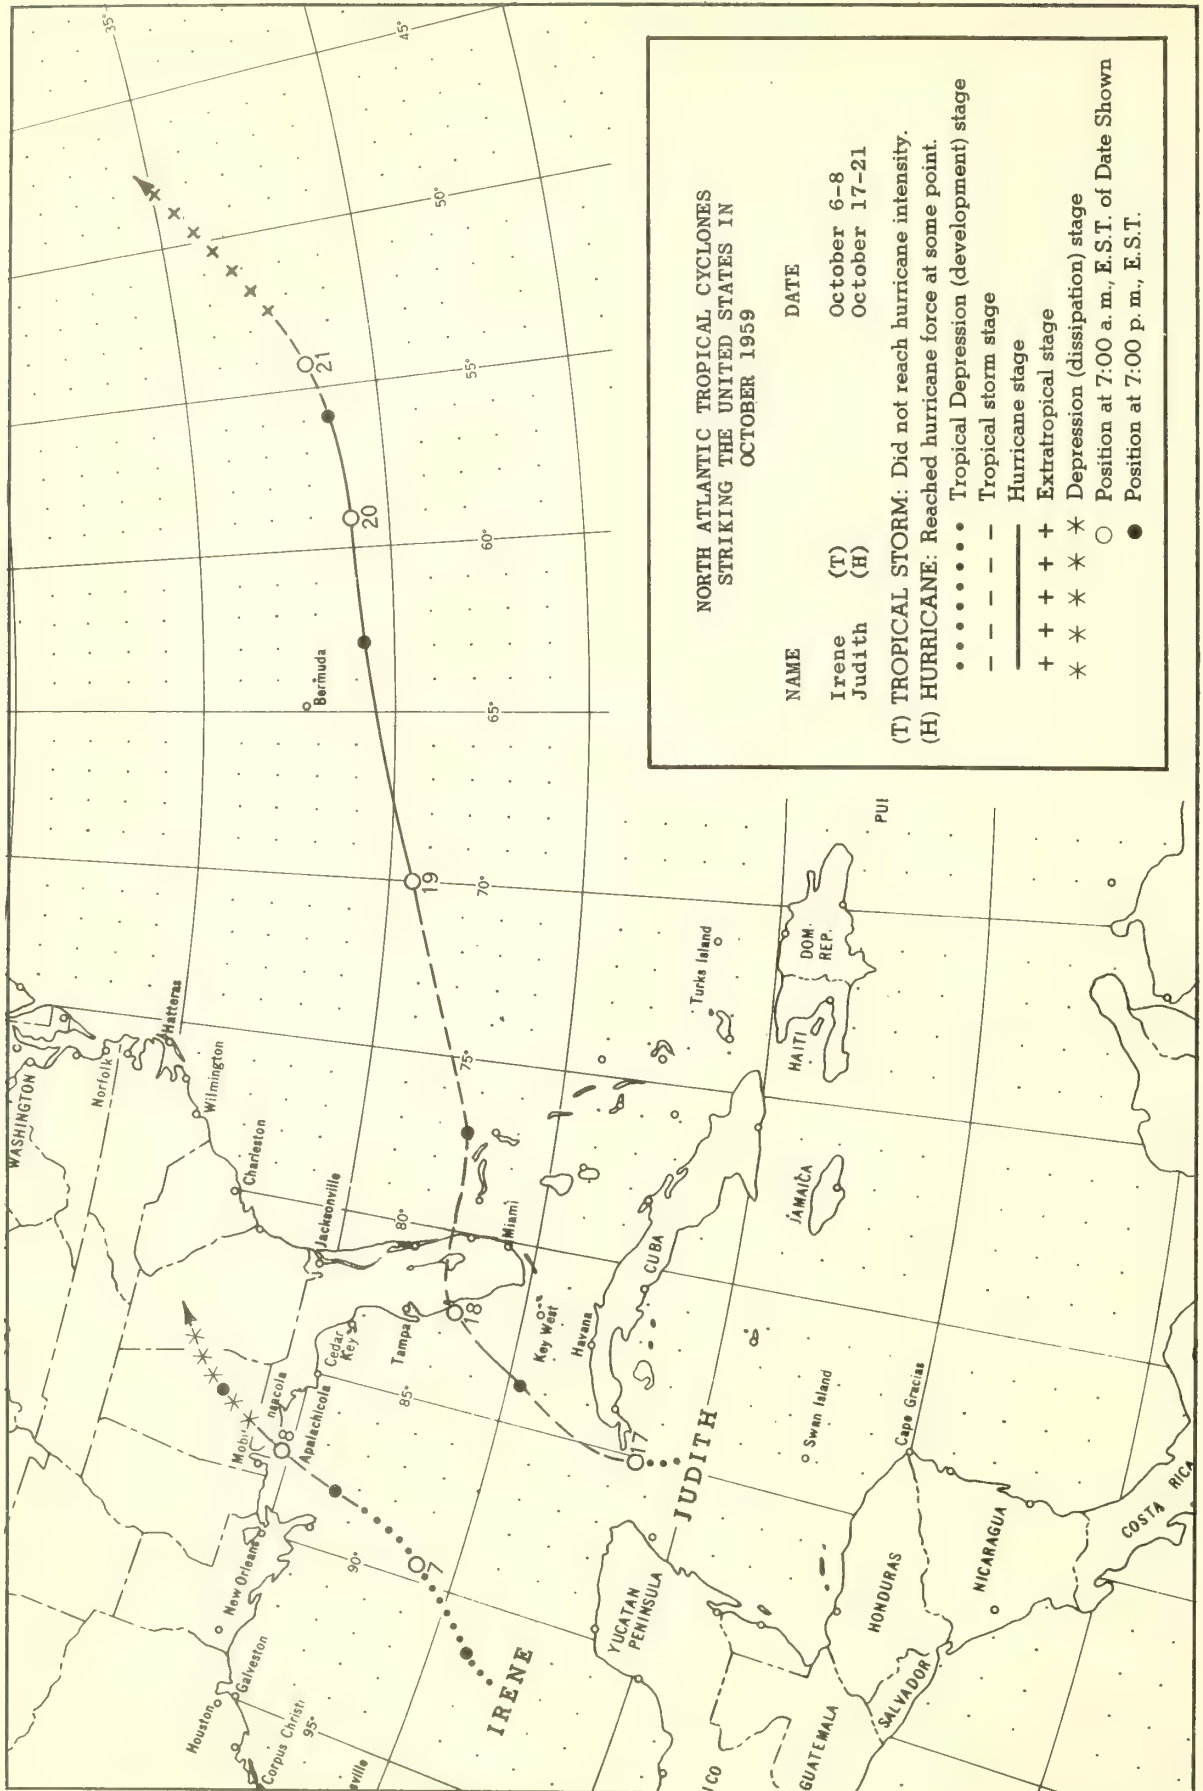 NORTH ATLANTIC TROPICAL CYCLONES
STRIKING THE UNITED STATES IN
OCTOBER 1959
NAME DATE
Irene (T) October 6-8
Judith (H) October 17-21
(T) TROPICAL STORM: Did not reach hurricane intensity.
(H) HURRICANE: Reached hurricane force at some point.
• • • • • • • • Tropical Depression (development) stage
– – – – Tropical storm stage
—— Hurricane stage
+ + + + + Extratropical stage
* * * * * Depression (dissipation) stage
○ Position at 7:00 a.m., E.S.T. of Date Shown
● Position at 7:00 p.m., E.S.T.
WASHINGTON
Norfolk
Hatteras
Wilmington
Charleston
Jacksonville
Cedar
Key
Tampa
Miami
Key West
Apalachicola
nsacola
Mobil
New Orleans
Galveston
Houston
Corpus Christi
sville
Bermuda
Turks Island
DOM.
REP.
HAITI
PUE
JAMAICA
CUBA
Havana
Swan Island
Cape Gracias
YUCATAN
PENINSULA
HONDURAS
NICARAGUA
COSTA RICA
SALVADOR
GUATEMALA
ICO
IRENE
JUDITH
7
8
17
18
19
20
21
35°
45°
50°
55°
60°
65°
70°
75°
80°
85°
90°
95°